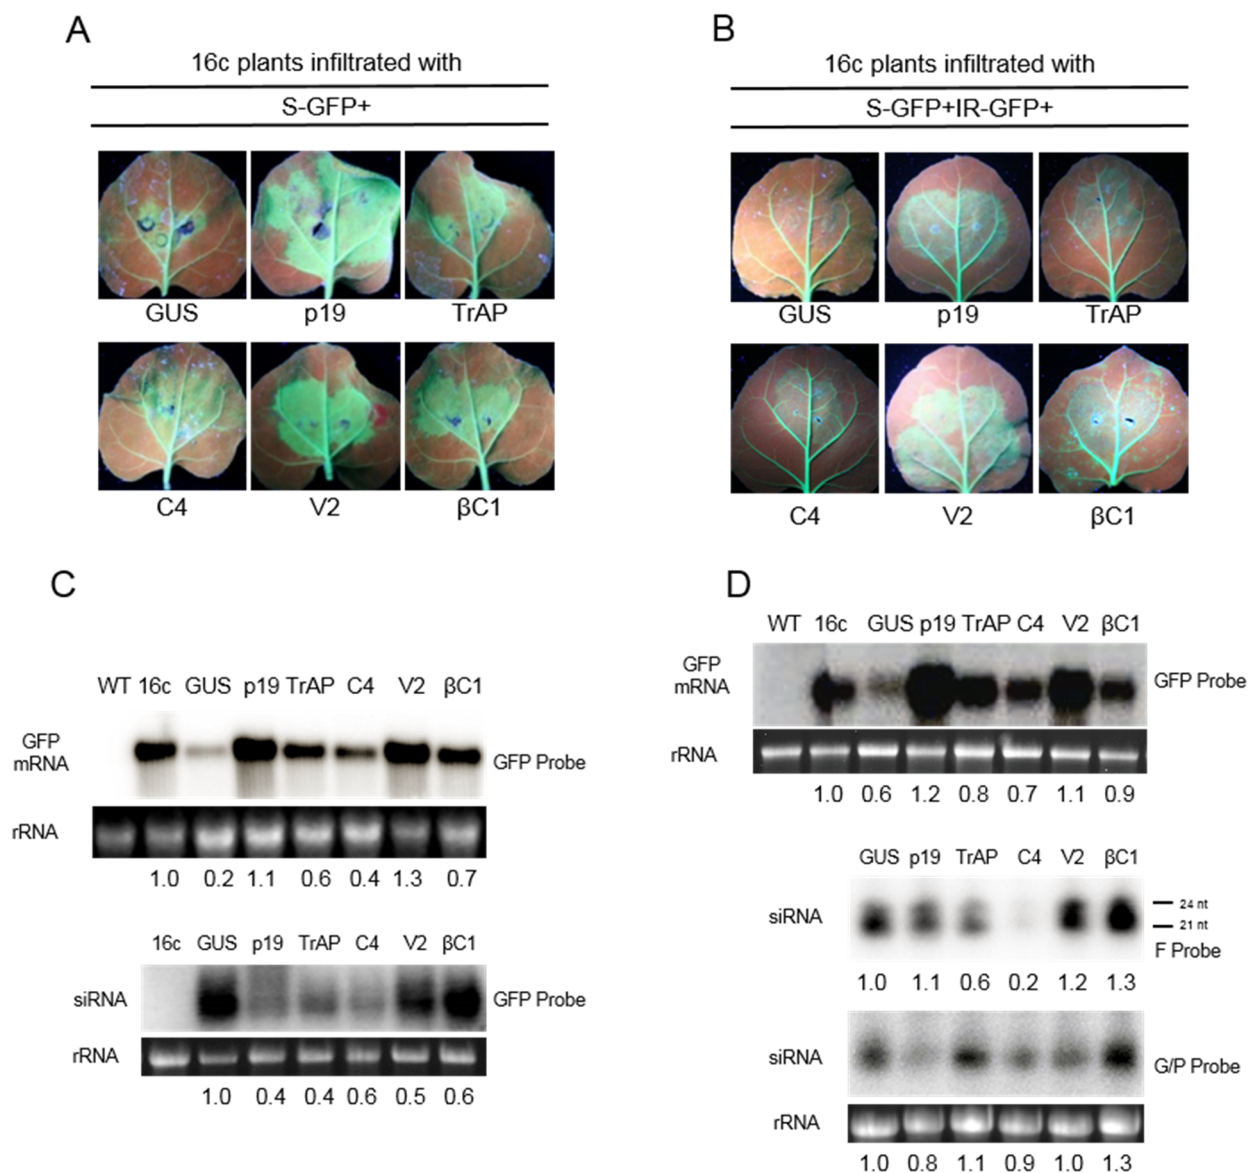 A
16c plants infiltrated with
S-GFP+
GUS p19 TrAP
C4 V2 βC1
B
16c plants infiltrated with
S-GFP+IR-GFP+
GUS p19 TrAP
C4 V2 βC1
C
WT 16c GUS p19 TrAP C4 V2 βC1
GFP
mRNA
GFP Probe
rRNA
1.0 0.2 1.1 0.6 0.4 1.3 0.7
16c GUS p19 TrAP C4 V2 βC1
siRNA
GFP Probe
rRNA
1.0 0.4 0.4 0.6 0.5 0.6
D
WT 16c GUS p19 TrAP C4 V2 βC1
GFP
mRNA
GFP Probe
rRNA
1.0 0.6 1.2 0.8 0.7 1.1 0.9
GUS p19 TrAP C4 V2 βC1
24 nt
siRNA
21 nt
F Probe
1.0 1.1 0.6 0.2 1.2 1.3
siRNA
G/P Probe
rRNA
1.0 0.8 1.1 0.9 1.0 1.3